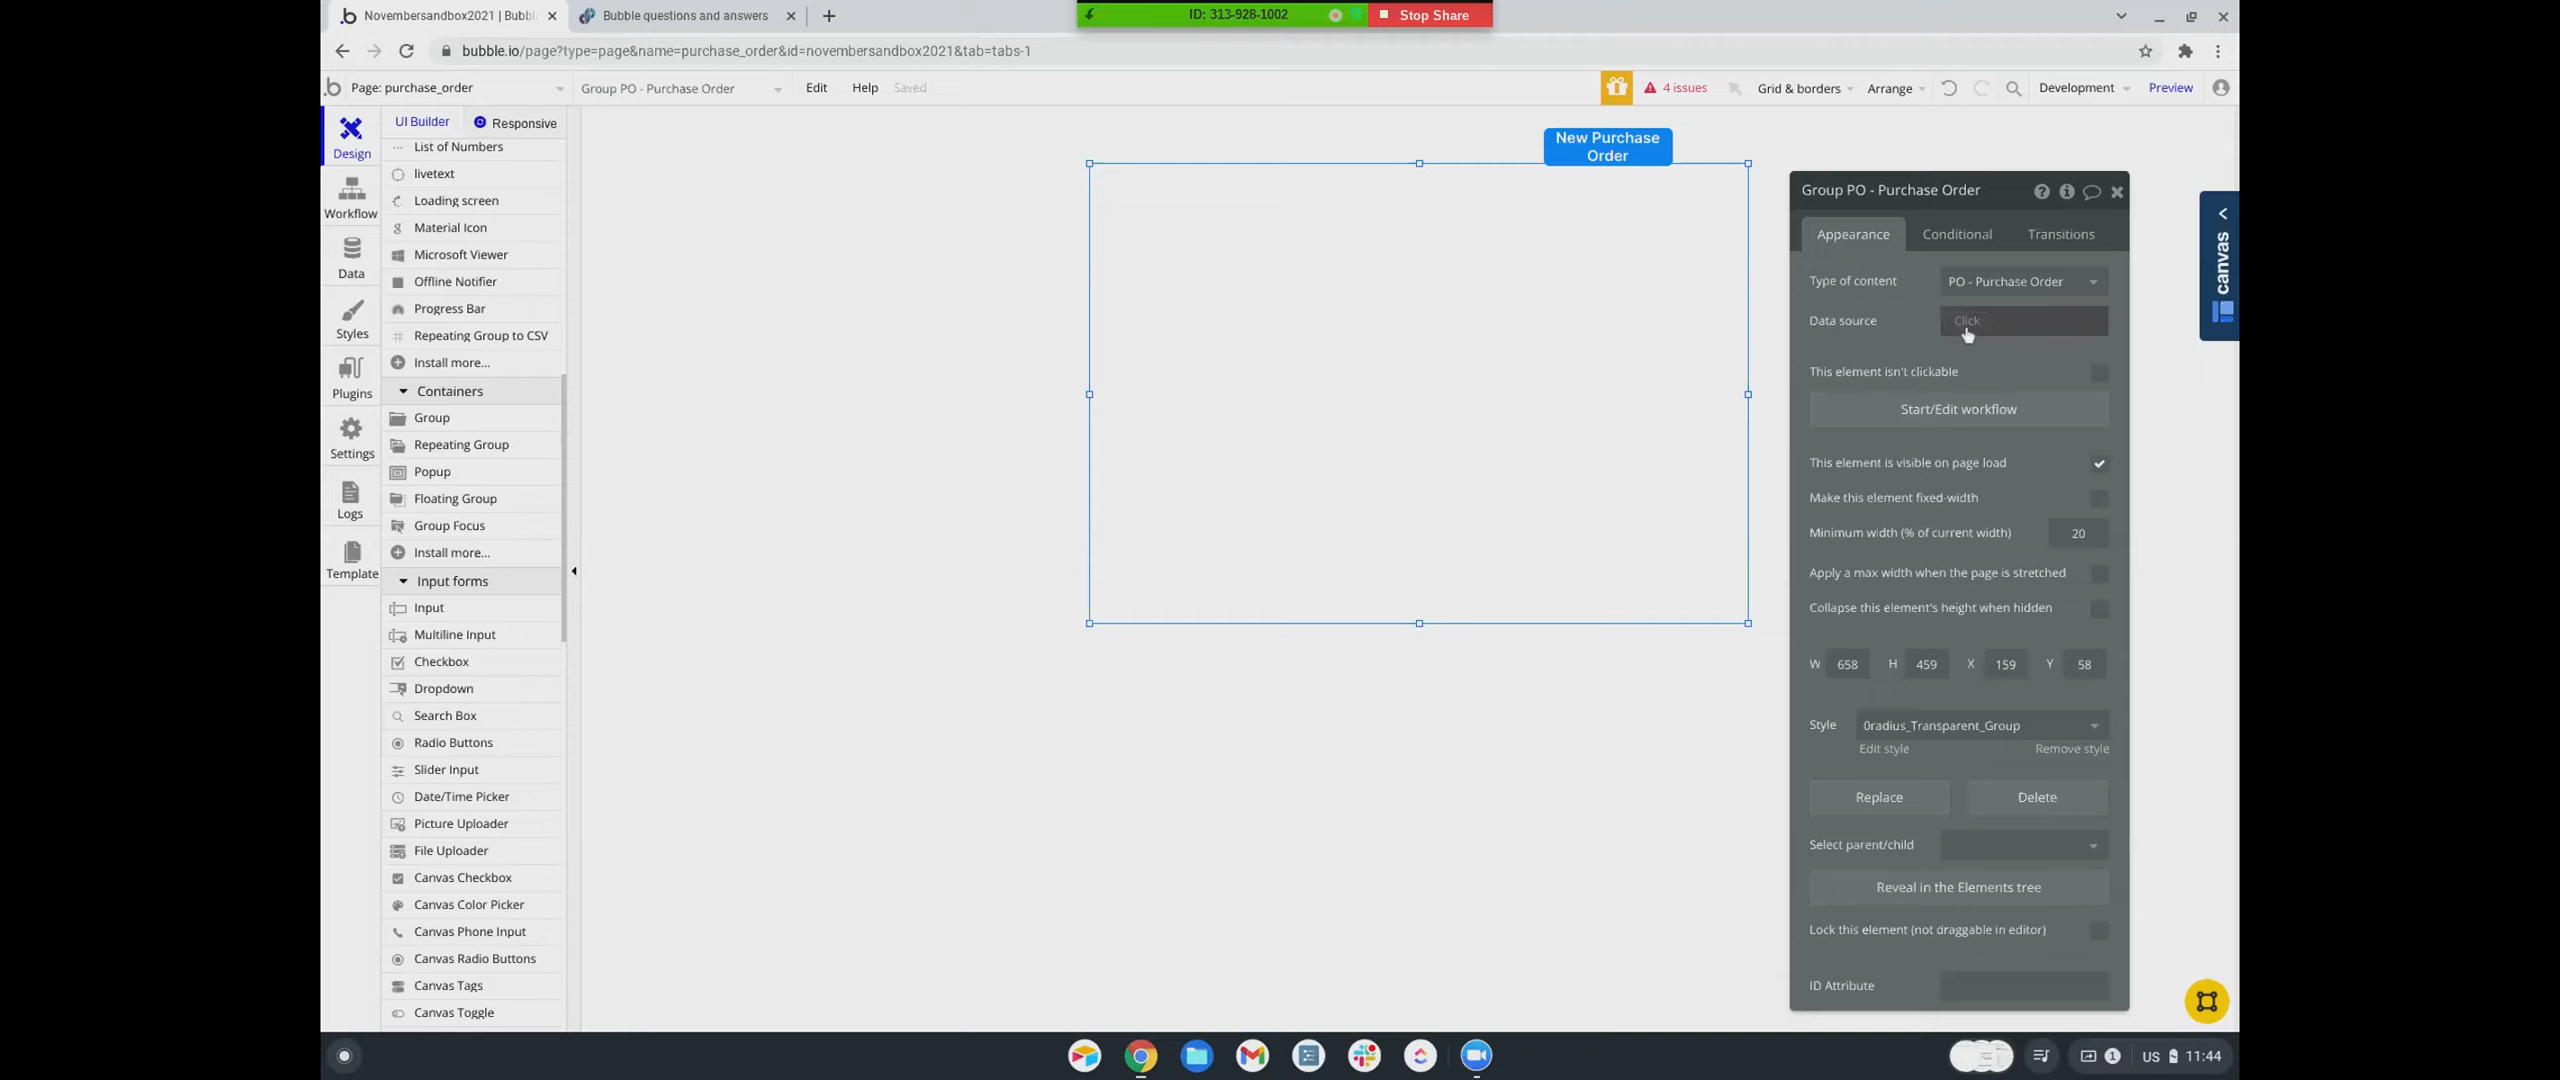 Novembersandbox2021 | Bubbl
Bubble questions and answers
ID: 313-928-1002
Stop Share
bubble.io/page?type=page&name=purchase_order&id=novembersandbox2021&tab=tabs-1
Page: purchase_order
Group PO - Purchase Order
Edit
Help
Saved
4 issues
Grid & borders
Arrange
Development
Preview
UI Builder
Responsive
Design
Workflow
Data
Styles
Plugins
Settings
Logs
Template
List of Numbers
livetext
Loading screen
Material Icon
Microsoft Viewer
Offline Notifier
Progress Bar
Repeating Group to CSV
Install more...
Containers
Group
Repeating Group
Popup
Floating Group
Group Focus
Install more...
Input forms
Input
Multiline Input
Checkbox
Dropdown
Search Box
Radio Buttons
Slider Input
Date/Time Picker
Picture Uploader
File Uploader
Canvas Checkbox
Canvas Color Picker
Canvas Phone Input
Canvas Radio Buttons
Canvas Tags
Canvas Toggle
New Purchase
Order
Group PO - Purchase Order
Appearance
Conditional
Transitions
Type of content
PO - Purchase Order
Data source
Click
This element isn't clickable
Start/Edit workflow
This element is visible on page load
Make this element fixed-width
Minimum width (% of current width)
20
Apply a max width when the page is stretched
Collapse this element's height when hidden
W 658 H 459 X 159 Y 58
Style
0radius_Transparent_Group
Edit style
Remove style
Replace
Delete
Select parent/child
Reveal in the Elements tree
Lock this element (not draggable in editor)
ID Attribute
canvas
1
US
11:44